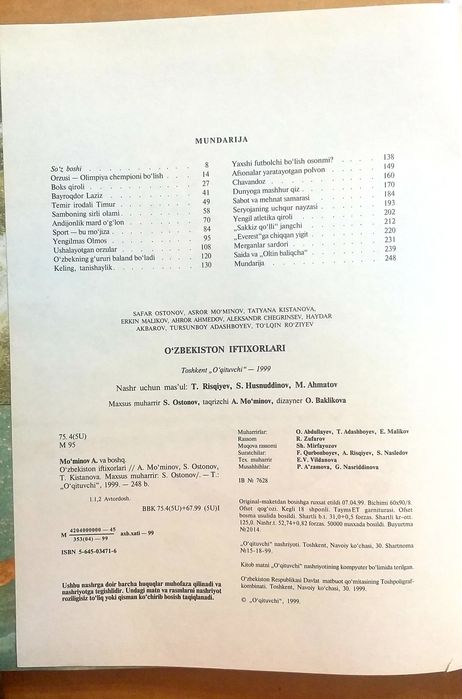 MUNDARIJA
So‘z boshi . . . . . . . . . . . 8
Orzusi — Olimpiya chempioni bo‘lish . . . . 14
Boks qiroli . . . . . . . . . . . 27
Bayroqdor Laziz . . . . . . . . . . 41
Temir irodali Timur . . . . . . . . . 49
Samboning sirli olami . . . . . . . . . 58
Andijonlik mard o‘g‘lon . . . . . . . . 70
Sport — bu mo‘jiza . . . . . . . . . 84
Yengilmas Olmos . . . . . . . . . . 95
Ushalayotgan orzular . . . . . . . . . 108
O‘zbekning g‘ururi baland bo‘ladi . . . . . 120
Keling, tanishaylik . . . . . . . . . . 130
Yaxshi futbolchi bo‘lish osonmi? . . . . . 138
Afsonalar yaratayotgan polvon . . . . . . 149
Chavandoz . . . . . . . . . . . 160
Dunyoga mashhur qiz . . . . . . . . 170
Sabot va mehnat samarasi . . . . . . . 184
Seryojaning uchqur nayzasi . . . . . . . 193
Yengil atletika qiroli . . . . . . . . . 202
„Sakkiz qo‘lli“ jangchi . . . . . . . . 212
„Everest“ga chiqqan yigit . . . . . . . 220
Merganlar sardori . . . . . . . . . . 231
Saida va „Oltin baliqcha“ . . . . . . . 239
Mundarija . . . . . . . . . . . 248
SAFAR OSTONOV, ASROR MO‘MINOV, TATYANA KISTANOVA,
ERKIN MALIKOV, AHROR AHMEDOV, ALEKSANDR CHEGRINSEV, HAYDAR
AKBAROV, TURSUNBOY ADASHBOYEV, TO‘LQIN RO‘ZIYEV
O‘ZBEKISTON IFTIXORLARI
Toshkent „O‘qituvchi“ — 1999
Nashr uchun mas’ul: T. Risqiyev, S. Husnuddinov, M. Ahmatov
Maxsus muharrir S. Ostonov, taqrizchi A. Mo‘minov, dizayner O. Baklikova
75. 4(5U)
M 95
Mo‘minov A. va boshq.
O‘zbekiston iftixorlari // A. Mo‘minov, S. Ostonov,
T. Kistanova. Maxsus muharrir: S. Ostonov/. — T.:
„O‘qituvchi“, 1999. — 248 b.
1.1,2 Avtordosh.
BBK 75.4(5U)+67.99 (5U)I
M 4204000000 — 45
353(04) — 99 ash.xati — 99
ISBN 5-645-03471-6
Ushbu nashrga doir barcha huquqlar muhofaza qilinadi va
nashriyotga tegishlidir. Undagi matn va rasmlarni nashriyot
roziligisiz to‘liq yoki qisman ko‘chirib bosish taqiqlanadi.
Muharrirlar: O. Abdullayev, T. Adashboyev, E. Malikov
Rassom R. Zufarov
Muqova rassomi Sh. Mirfayozov
Suratchilar: F. Qurbonboyev, A. Risqiyev, S. Nasledov
Tex. muharrir E.V. Vildanova
Musahhihlar: P. A’zamova, G. Nasriddinova
IB № 7628
Original-maketdan bosishga ruxsat etildi 07.04.99. Bichimi 60x90/8.
Ofset qog‘ozi. Kegli 18 shponli. TaymsET garniturasi. Ofset
bosma usulida bosildi. Shartli b.t. 31,0+0,5 forzas. Shartli kr-ott.
125,0. Nashr.t. 52,74+0,82 forzas. 50000 nusxada bosildi. Buyurtma
№2014.
„O‘qituvchi“ nashriyoti. Toshkent, Navoiy ko‘chasi, 30. Shartnoma
№15-18-99.
Kitob matni „O‘qituvchi“ nashriyotining kompyuter bo‘limida terilgan.
O‘zbekiston Respublikasi Davlat matbuot qo‘mitasining Toshpoligraf-
kombinati. Toshkent, Navoiy ko‘chasi, 30. 1999.
© „O‘qituvchi“, 1999.